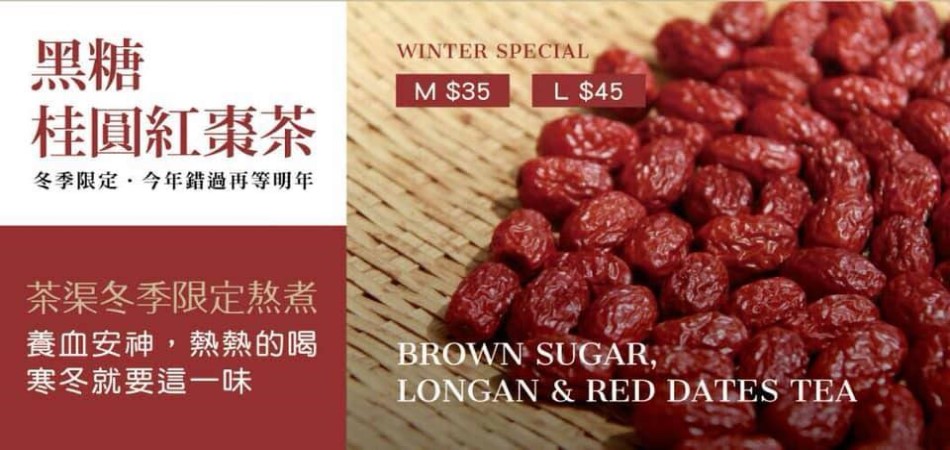 黑糖
桂圓紅棗茶
冬季限定・今年錯過再等明年
茶渠冬季限定熬煮
養血安神，熱熱的喝
寒冬就要這一味
WINTER SPECIAL
M $35
L $45
BROWN SUGAR,
LONGAN & RED DATES TEA